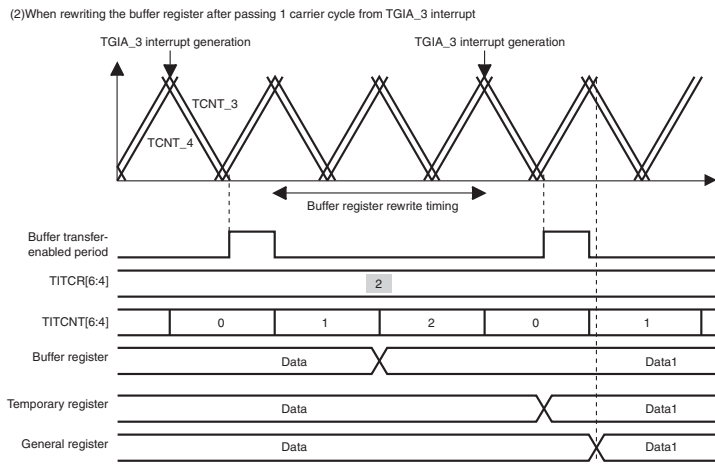 (2)When rewriting the buffer register after passing 1 carrier cycle from TGIA_3 interrupt
TGIA_3 interrupt generation
TGIA_3 interrupt generation
TCNT_3
TCNT_4
Buffer register rewrite timing
Buffer transfer-
enabled period
TITCR[6:4]
2
TITCNT[6:4]
0
1
2
0
1
Buffer register
Data
Data1
Temporary register
Data
Data1
General register
Data
Data1